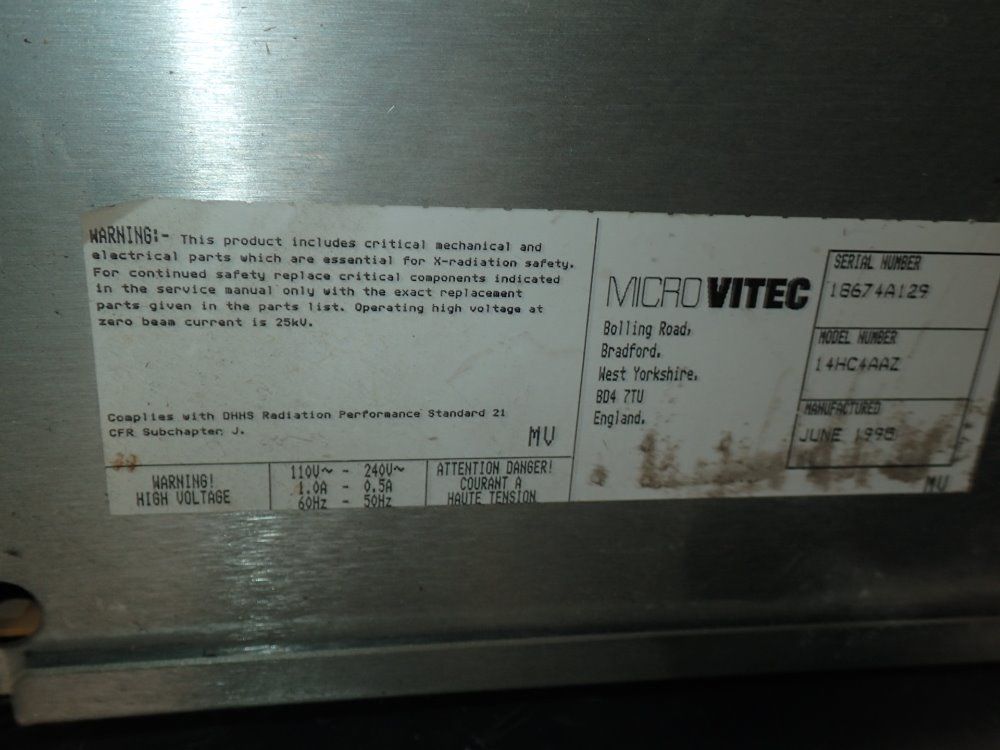 WARNING:- This product includes critical mechanical and
electrical parts which are essential for X-radiation safety.
For continued safety replace critical components indicated
in the service manual only with the exact replacement
parts given in the parts list. Operating high voltage at
zero beam current is 25kV.
Complies with DHHS Radiation Performance Standard 21
CFR Subchapter J.
MV
WARNING!
HIGH VOLTAGE
110V~ - 240V~
1.0A - 0.5A
60Hz - 50Hz
ATTENTION DANGER!
COURANT A
HAUTE TENSION
MICROVITEC
Bolling Road,
Bradford.
West Yorkshire.
BD4 7TU
England.
SERIAL NUMBER
18674A129
MODEL NUMBER
14HC4AAZ
MANUFACTURED
JUNE 1995
MV